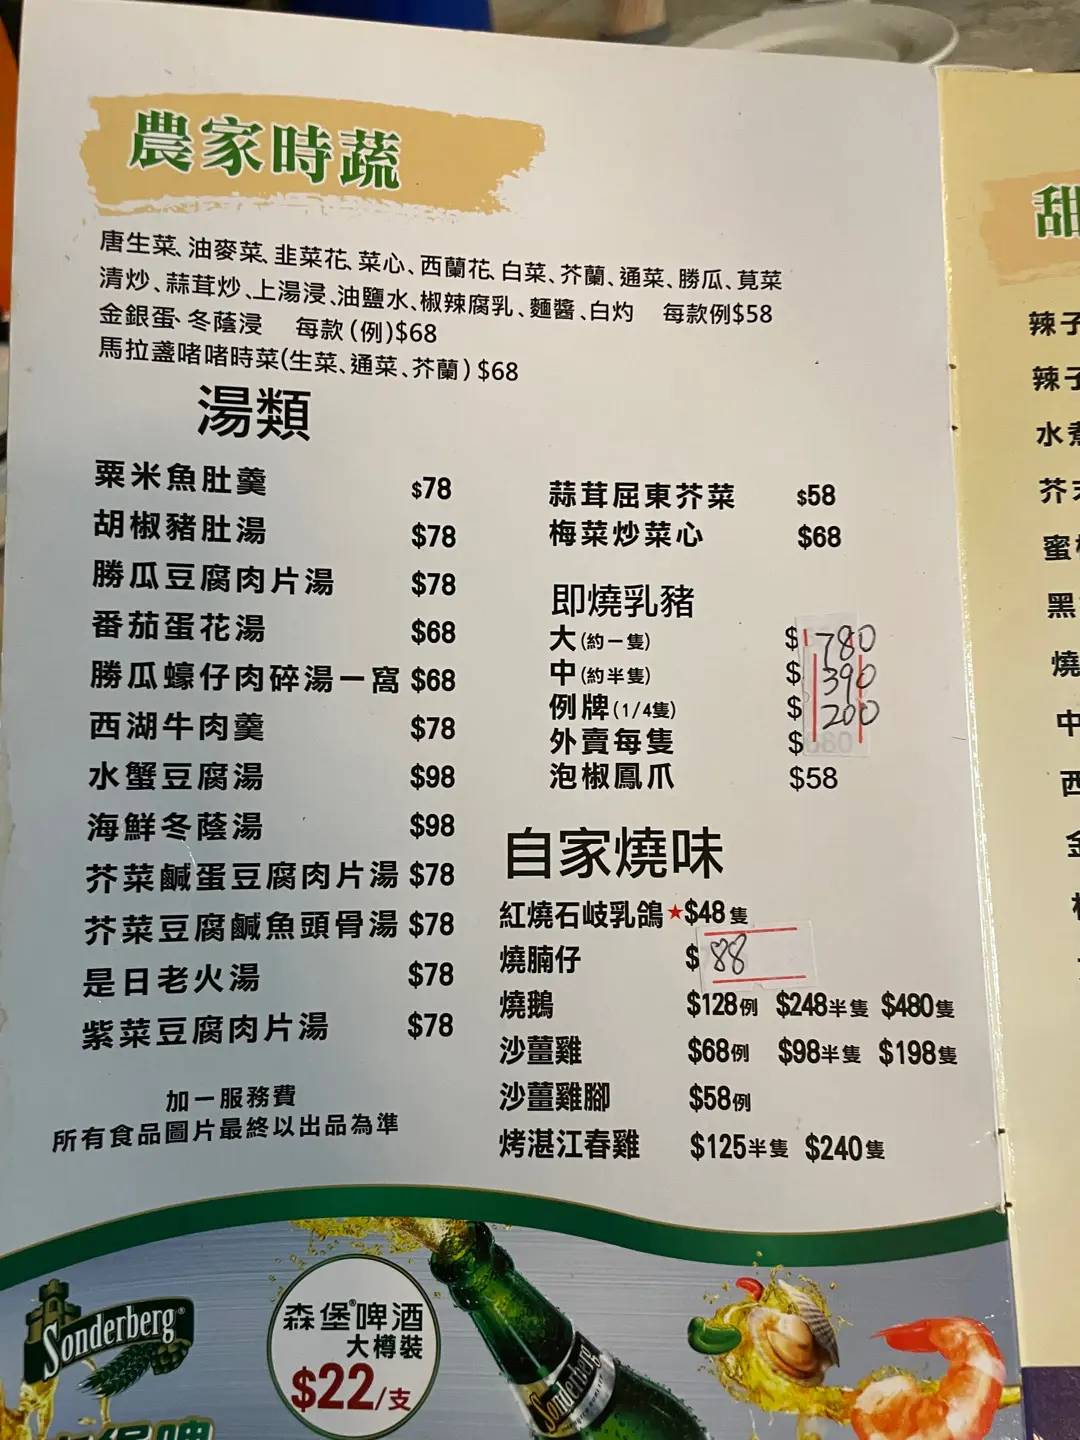 農家時蔬
唐生菜、油麥菜、韭菜花、菜心、西蘭花、白菜、芥蘭、通菜、勝瓜、莧菜
清炒、蒜茸炒、上湯浸、油鹽水、椒辣腐乳、麵醬、白灼 每款例$58
金銀蛋、冬蔭浸 每款(例)$68
馬拉盞啫啫時菜(生菜、通菜、芥蘭)$68
湯類
粟米魚肚羹 $78
胡椒豬肚湯 $78
勝瓜豆腐肉片湯 $78
番茄蛋花湯 $68
勝瓜蠔仔肉碎湯一窩 $68
西湖牛肉羹 $78
水蟹豆腐湯 $98
海鮮冬蔭湯 $98
芥菜鹹蛋豆腐肉片湯 $78
芥菜豆腐鹹魚頭骨湯 $78
是日老火湯 $78
紫菜豆腐肉片湯 $78
加一服務費
所有食品圖片最終以出品為準
蒜茸屈東芥菜 $58
梅菜炒菜心 $68
即燒乳豬
大(約一隻) $780
中(約半隻) $390
例牌(1/4隻) $200
外賣每隻 $
泡椒鳳爪 $58
自家燒味
紅燒石岐乳鴿★$48隻
燒腩仔 $88
燒鵝 $128例 $248半隻 $480隻
沙薑雞 $68例 $98半隻 $198隻
沙薑雞腳 $58例
烤湛江春雞 $125半隻 $240隻
Sonderberg®
森堡®啤酒
大樽裝
$22/支
Sonderberg
甜
辣子
辣子
水煮
芥末
黑
燒
中
西